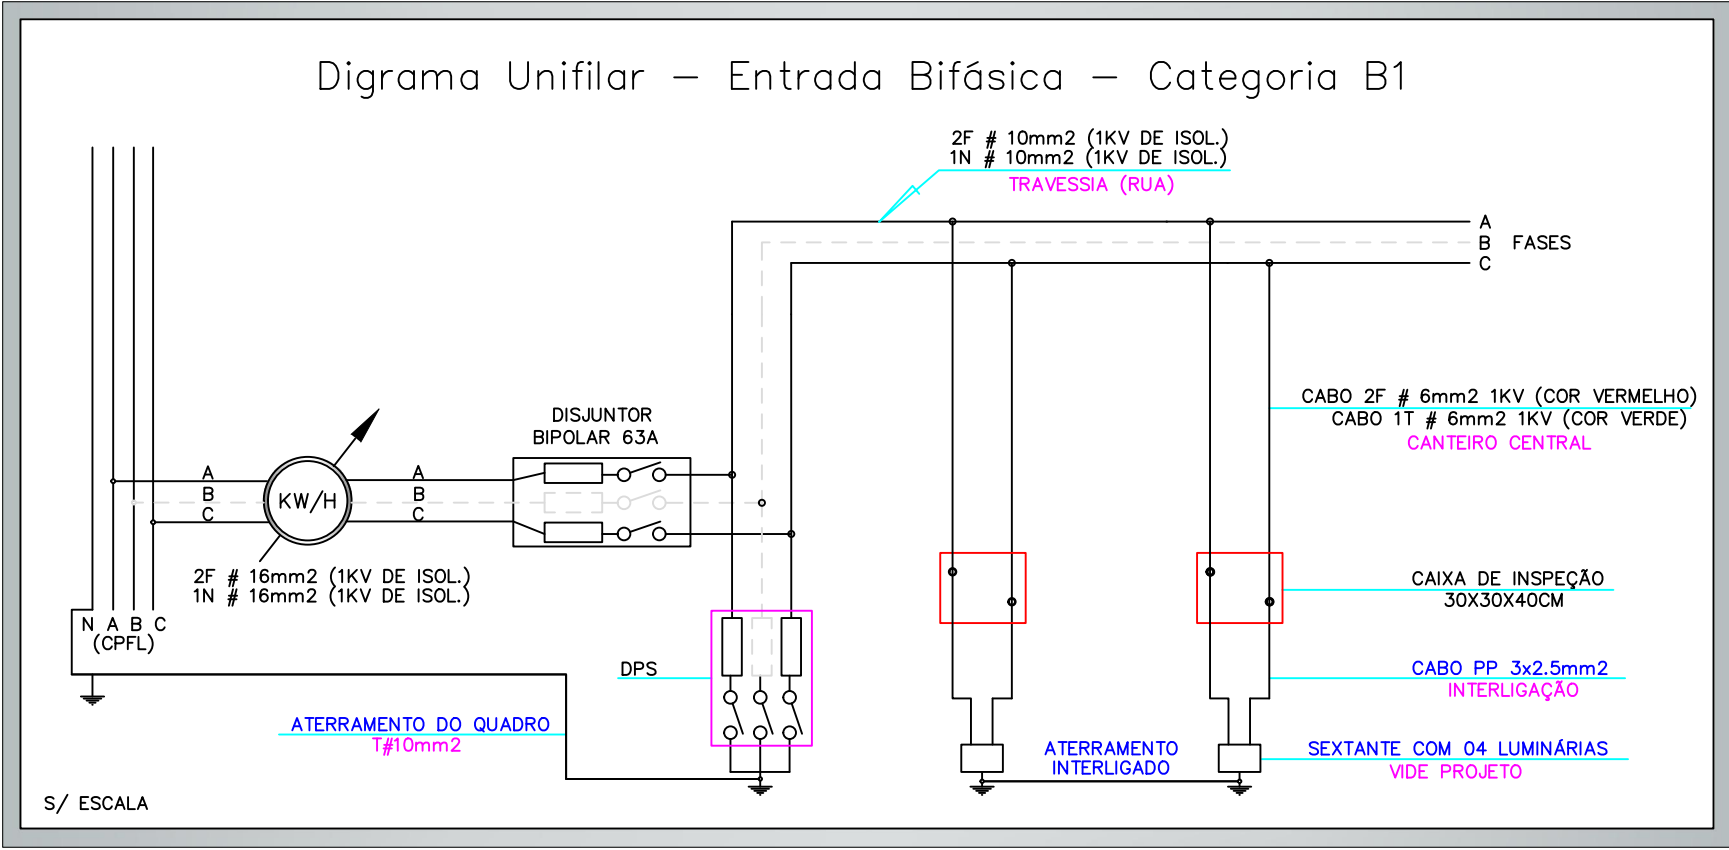 Digrama Unifilar - Entrada Bifásica - Categoria B1
2F # 10mm2 (1KV DE ISOL.)
1N # 10mm2 (1KV DE ISOL.)
TRAVESSIA (RUA)
A
B FASES
C
CABO 2F # 6mm2 1KV (COR VERMELHO)
CABO 1T # 6mm2 1KV (COR VERDE)
CANTEIRO CENTRAL
DISJUNTOR
BIPOLAR 63A
A
B
C
KW/H
A
B
C
2F # 16mm2 (1KV DE ISOL.)
1N # 16mm2 (1KV DE ISOL.)
N A B C
(CPFL)
CAIXA DE INSPEÇÃO
30X30X40CM
DPS
CABO PP 3x2.5mm2
INTERLIGAÇÃO
ATERRAMENTO DO QUADRO
T#10mm2
ATERRAMENTO
INTERLIGADO
SEXTANTE COM 04 LUMINÁRIAS
VIDE PROJETO
S/ ESCALA